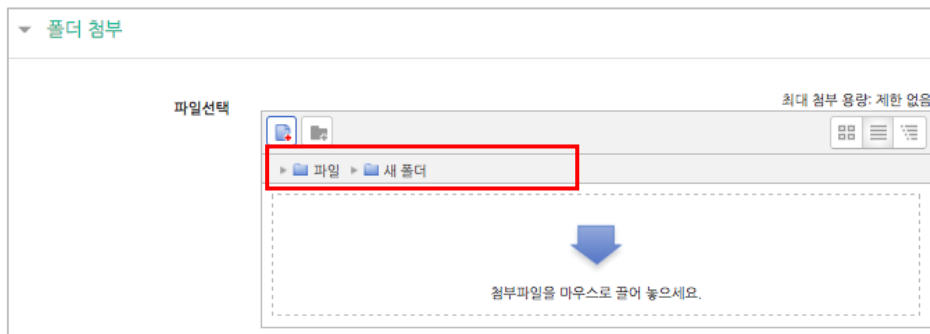 폴더 첨부
최대 첨부 용량: 제한 없음
파일선택
파일 새 폴더
첨부파일을 마우스로 끌어 놓으세요.